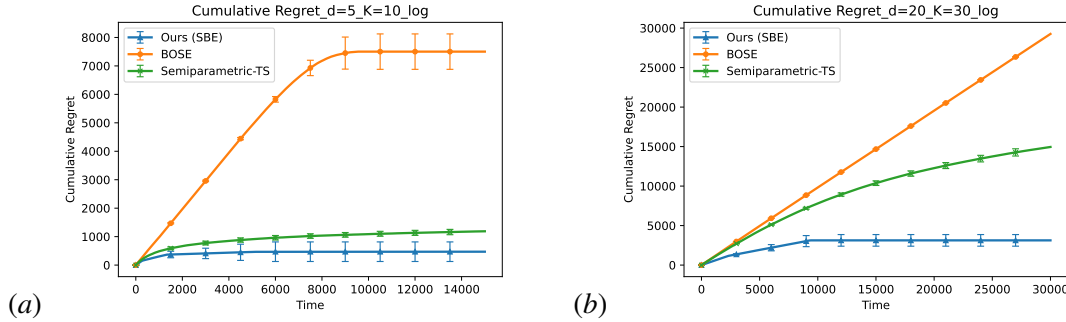 Cumulative Regret_d=5_K=10_log
Ours (SBE)
BOSE
Semiparametric-TS
Cumulative Regret
8000
7000
6000
5000
4000
3000
2000
1000
0
0 2000 4000 6000 8000 10000 12000 14000
Time
(a)
Cumulative Regret_d=20_K=30_log
Ours (SBE)
BOSE
Semiparametric-TS
Cumulative Regret
30000
25000
20000
15000
10000
5000
0
0 5000 10000 15000 20000 25000 30000
Time
(b)